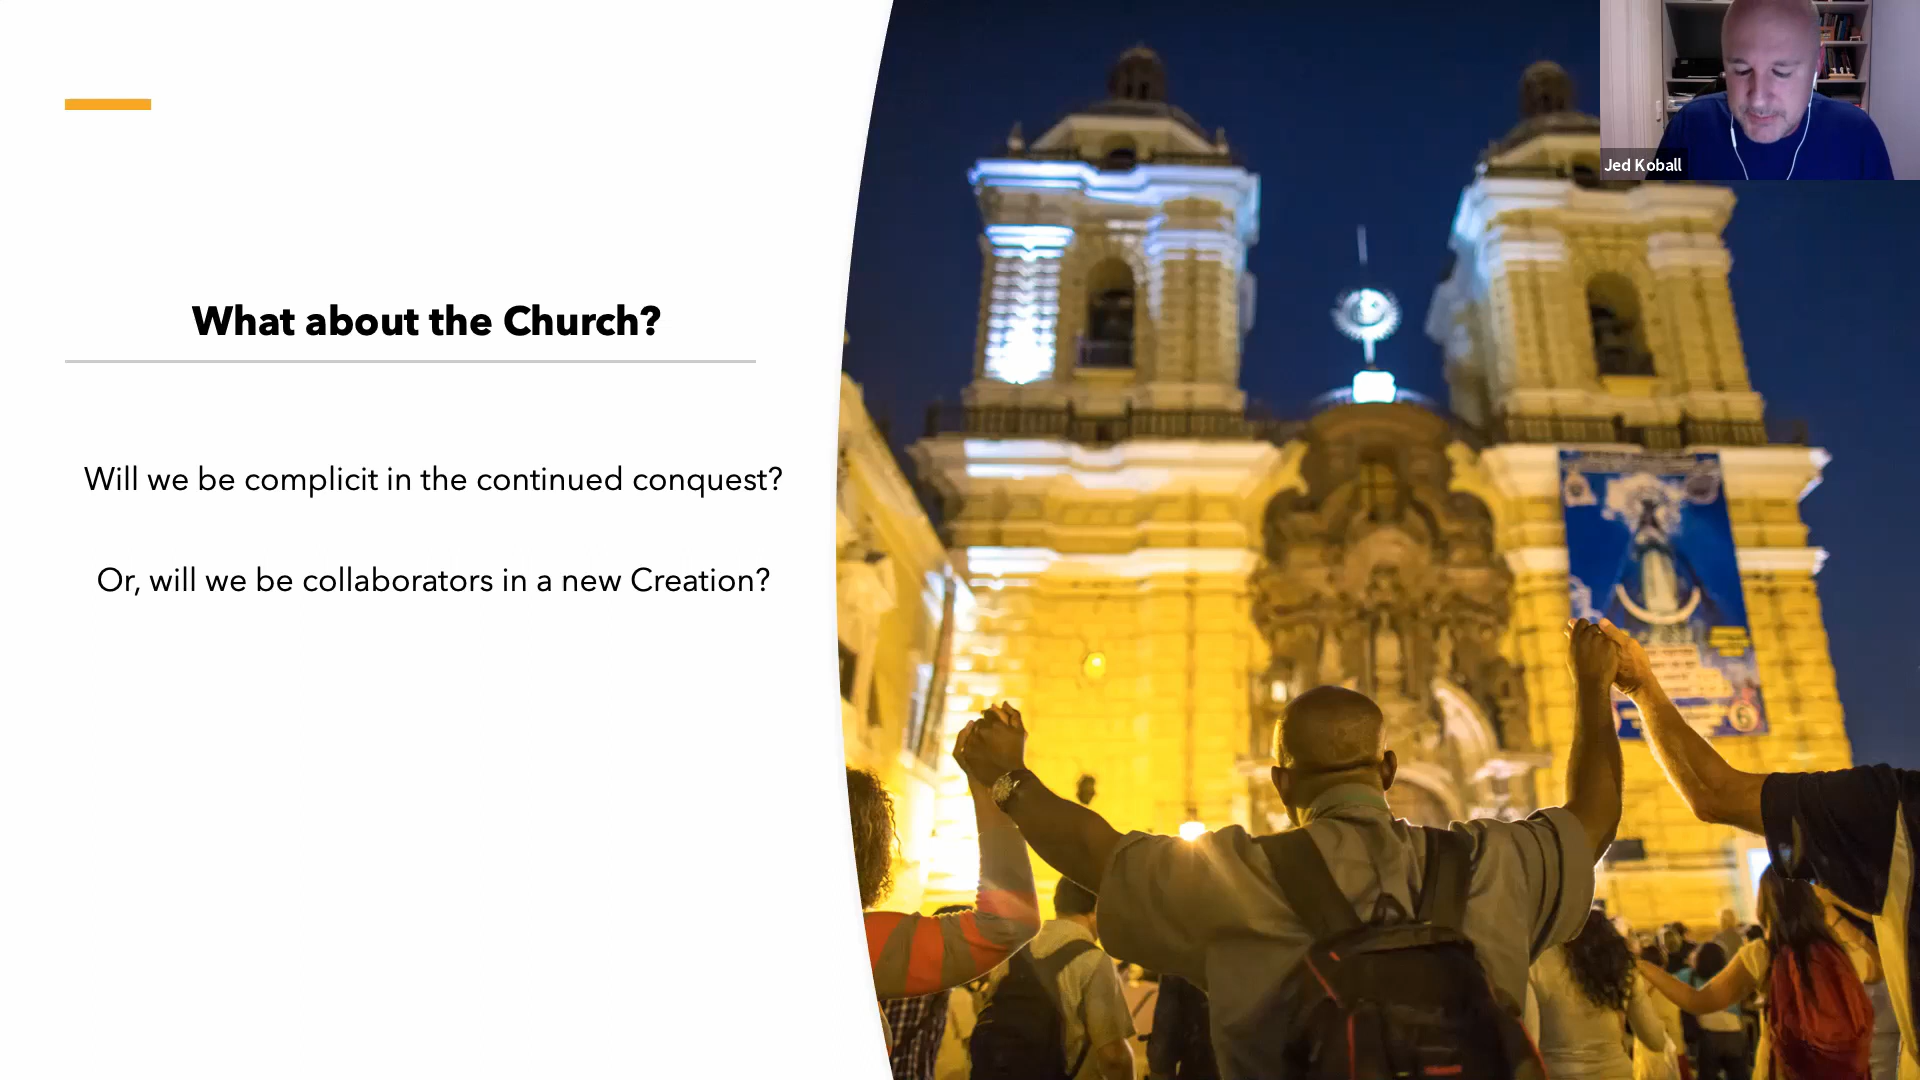 What about the Church?
Will we be complicit in the continued conquest?
Or, will we be collaborators in a new Creation?
Jed Koball